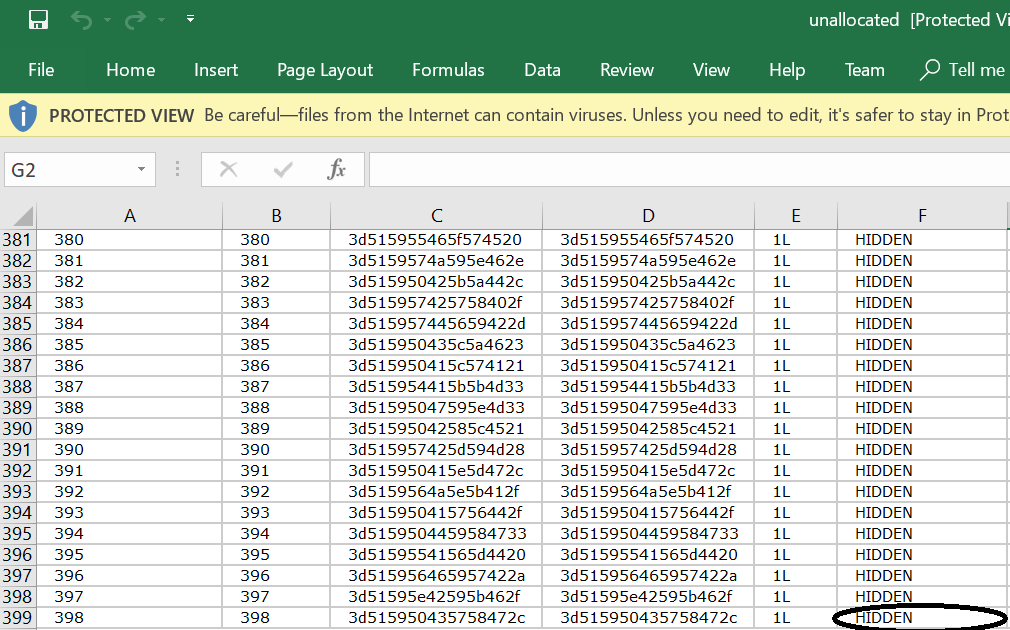 unallocated [Protected Vi
File Home Insert Page Layout Formulas Data Review View Help Team Tell me
PROTECTED VIEW Be careful—files from the Internet can contain viruses. Unless you need to edit, it's safer to stay in Prot
G2 fx
A B C D E F
381 380 380 3d515955465f574520 3d515955465f574520 1L HIDDEN
382 381 381 3d5159574a595e462e 3d5159574a595e462e 1L HIDDEN
383 382 382 3d515950425b5a442c 3d515950425b5a442c 1L HIDDEN
384 383 383 3d515957425758402f 3d515957425758402f 1L HIDDEN
385 384 384 3d515957445659422d 3d515957445659422d 1L HIDDEN
386 385 385 3d515950435c5a4623 3d515950435c5a4623 1L HIDDEN
387 386 386 3d515950415c574121 3d515950415c574121 1L HIDDEN
388 387 387 3d515954415b5b4d33 3d515954415b5b4d33 1L HIDDEN
389 388 388 3d51595047595e4d33 3d51595047595e4d33 1L HIDDEN
390 389 389 3d51595042585c4521 3d51595042585c4521 1L HIDDEN
391 390 390 3d515957425d594d28 3d515957425d594d28 1L HIDDEN
392 391 391 3d515950415e5d472c 3d515950415e5d472c 1L HIDDEN
393 392 392 3d5159564a5e5b412f 3d5159564a5e5b412f 1L HIDDEN
394 393 393 3d5159504157​56442f 3d515950415756442f 1L HIDDEN
395 394 394 3d5159504459584733 3d5159504459584733 1L HIDDEN
396 395 395 3d51595541565d4420 3d51595541565d4420 1L HIDDEN
397 396 396 3d515956465957422a 3d515956465957422a 1L HIDDEN
398 397 397 3d51595e42595b462f 3d51595e42595b462f 1L HIDDEN
399 398 398 3d515950435758472c 3d515950435758472c 1L HIDDEN